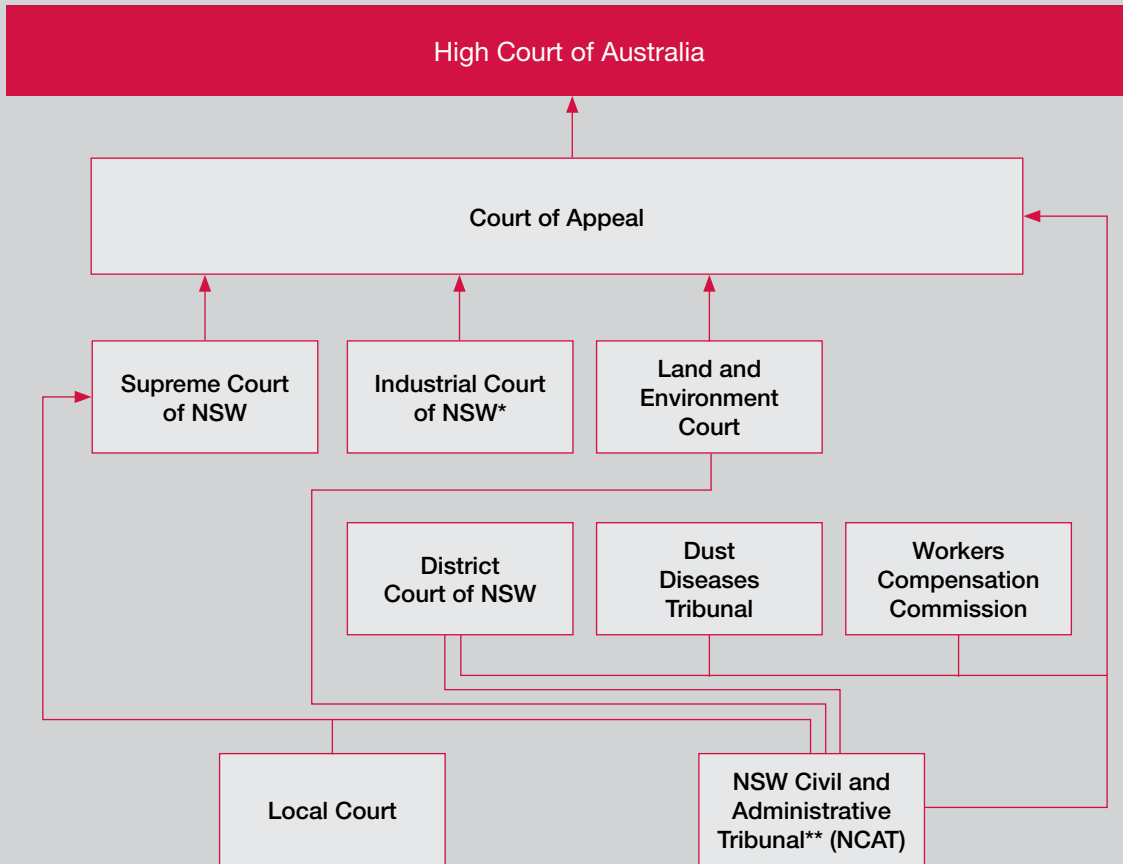 High Court of Australia
Court of Appeal
Supreme Court
of NSW
Industrial Court
of NSW*
Land and
Environment
Court
District
Court of NSW
Dust
Diseases
Tribunal
Workers
Compensation
Commission
Local Court
NSW Civil and
Administrative
Tribunal** (NCAT)